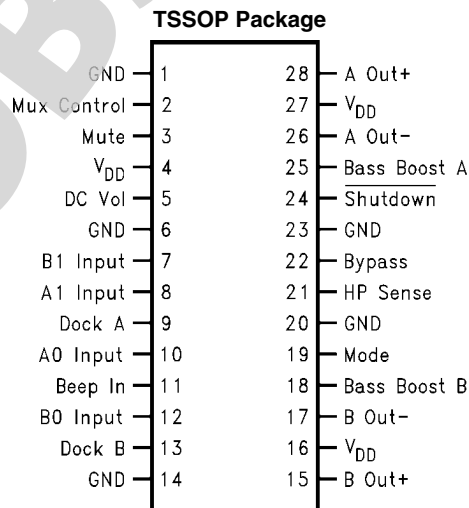 TSSOP Package
GND 1 28 A Out+
Mux Control 2 27 VDD
Mute 3 26 A Out-
VDD 4 25 Bass Boost A
DC Vol 5 24 Shutdown
GND 6 23 GND
B1 Input 7 22 Bypass
A1 Input 8 21 HP Sense
Dock A 9 20 GND
A0 Input 10 19 Mode
Beep In 11 18 Bass Boost B
B0 Input 12 17 B Out-
Dock B 13 16 VDD
GND 14 15 B Out+